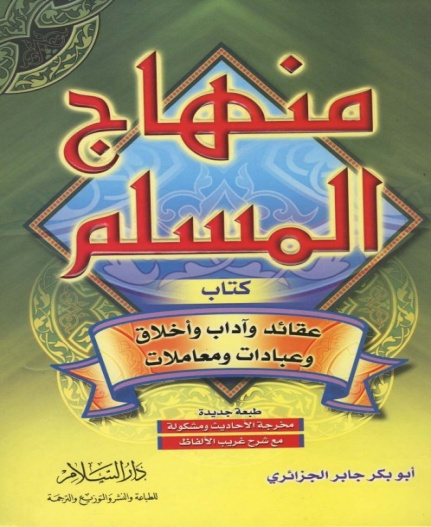 منهاج
المسلم
كتاب
عقائد وآداب وأخلاق
وعبادات ومعاملات
طبعة جديدة
مخرجة الأحاديث ومشكولة
مع شرح غريب الألفاظ
أبو بكر جابر الجزائري
دار السلام
للطباعة والنشر والتوزيع والترجمة